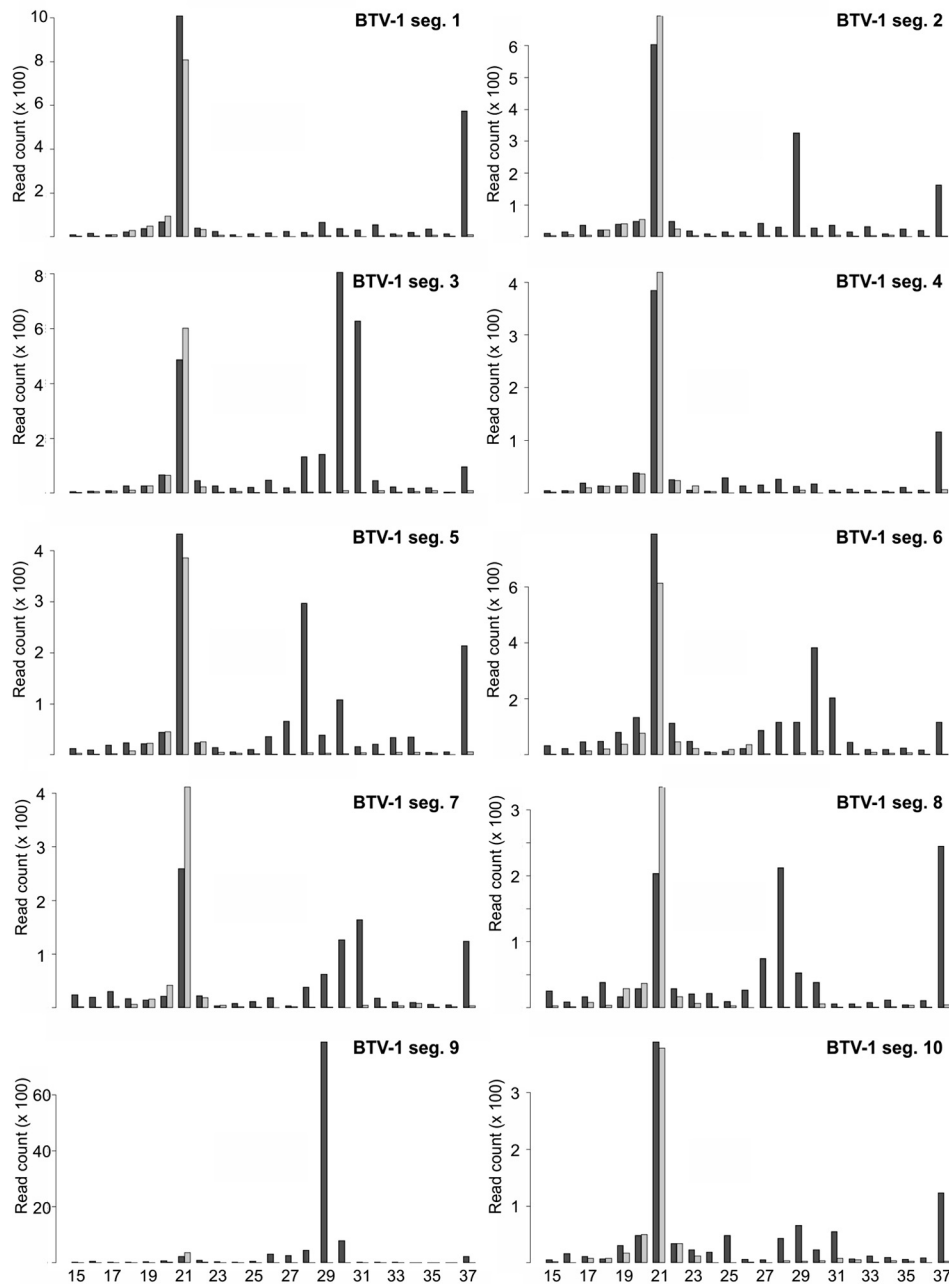 BTV-1 seg. 1
Read count (x 100)
10
8
6
4
2
BTV-1 seg. 2
Read count (x 100)
6
5
4
3
2
1
BTV-1 seg. 3
Read count (x 100)
8
6
4
2
BTV-1 seg. 4
Read count (x 100)
4
3
2
1
BTV-1 seg. 5
Read count (x 100)
4
3
2
1
BTV-1 seg. 6
Read count (x 100)
6
4
2
BTV-1 seg. 7
Read count (x 100)
4
3
2
1
BTV-1 seg. 8
Read count (x 100)
3
2
1
BTV-1 seg. 9
Read count (x 100)
60
40
20
15 17 19 21 23 25 27 29 31 33 35 37
BTV-1 seg. 10
Read count (x 100)
3
2
1
15 17 19 21 23 25 27 29 31 33 35 37